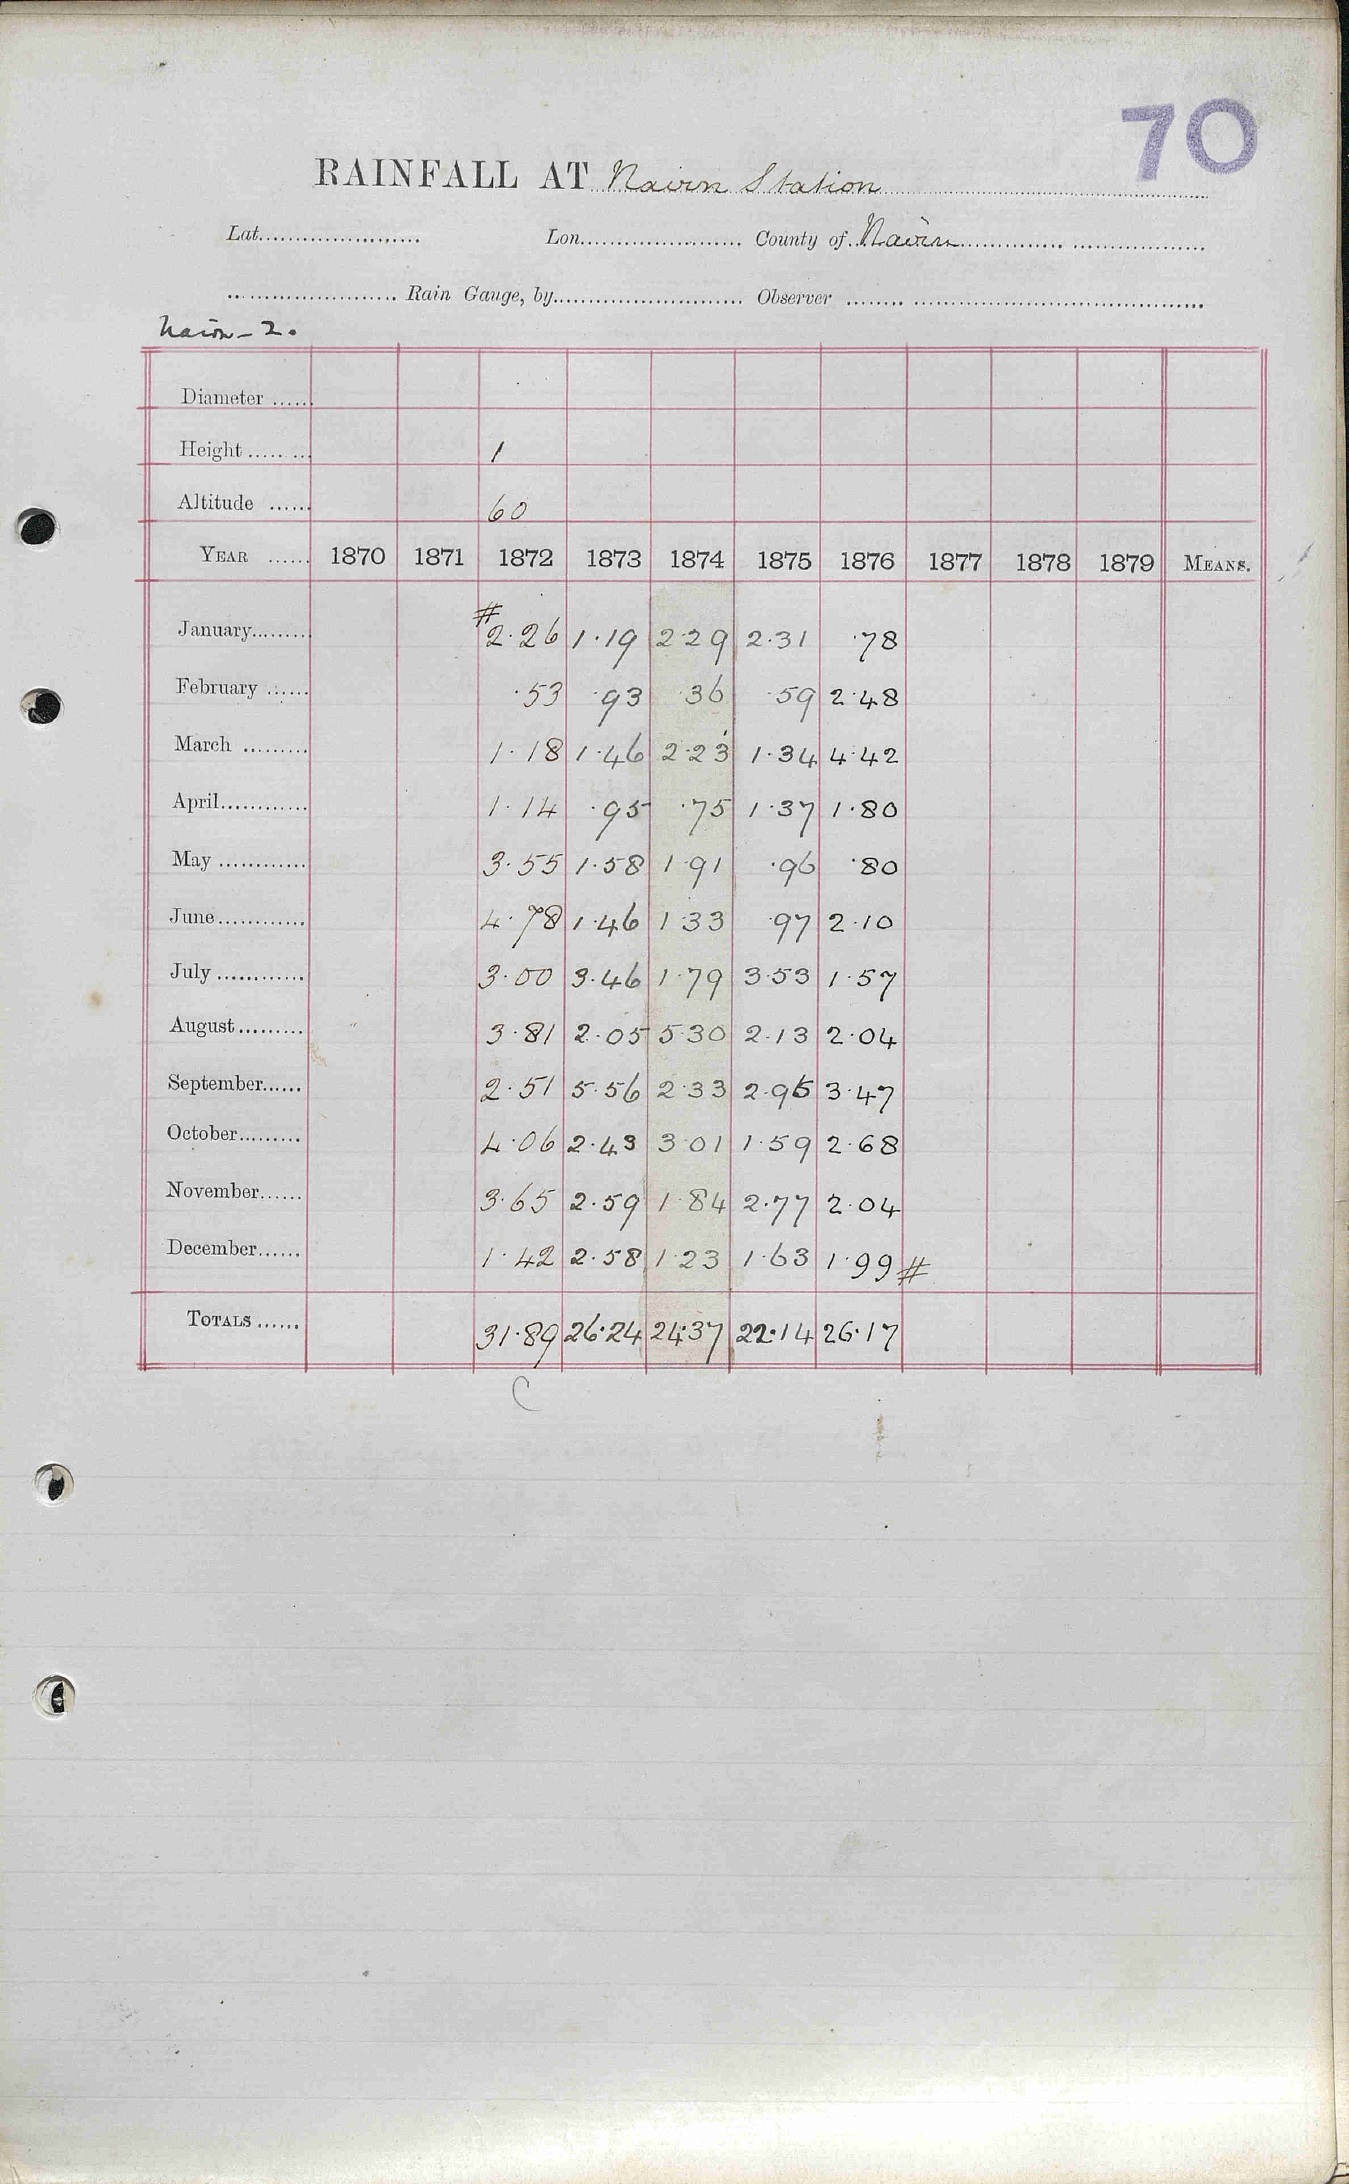 70
RAINFALL AT Nairn Station
Lat. Lon. County of Nairn
Rain Gauge, by Observer
Nairn - 2.
Diameter
Height 1
Altitude 60
YEAR 1870 1871 1872 1873 1874 1875 1876 1877 1878 1879 MEANS.
#
January 2.26 1.19 2.29 2.31 .78
February .53 .93 .36 .59 2.48
March 1.18 1.46 2.23 1.34 4.42
April 1.14 .95 .75 1.37 1.80
May 3.55 1.58 1.91 .96 .80
June 4.78 1.46 1.33 .97 2.10
July 3.00 3.46 1.79 3.53 1.57
August 3.81 2.05 5.30 2.13 2.04
September 2.51 5.56 2.33 2.95 3.47
October 4.06 2.43 3.01 1.59 2.68
November 3.65 2.59 1.84 2.77 2.04
December 1.42 2.58 1.23 1.63 1.99 #
TOTALS 31.89 26.24 24.37 22.14 26.17
C